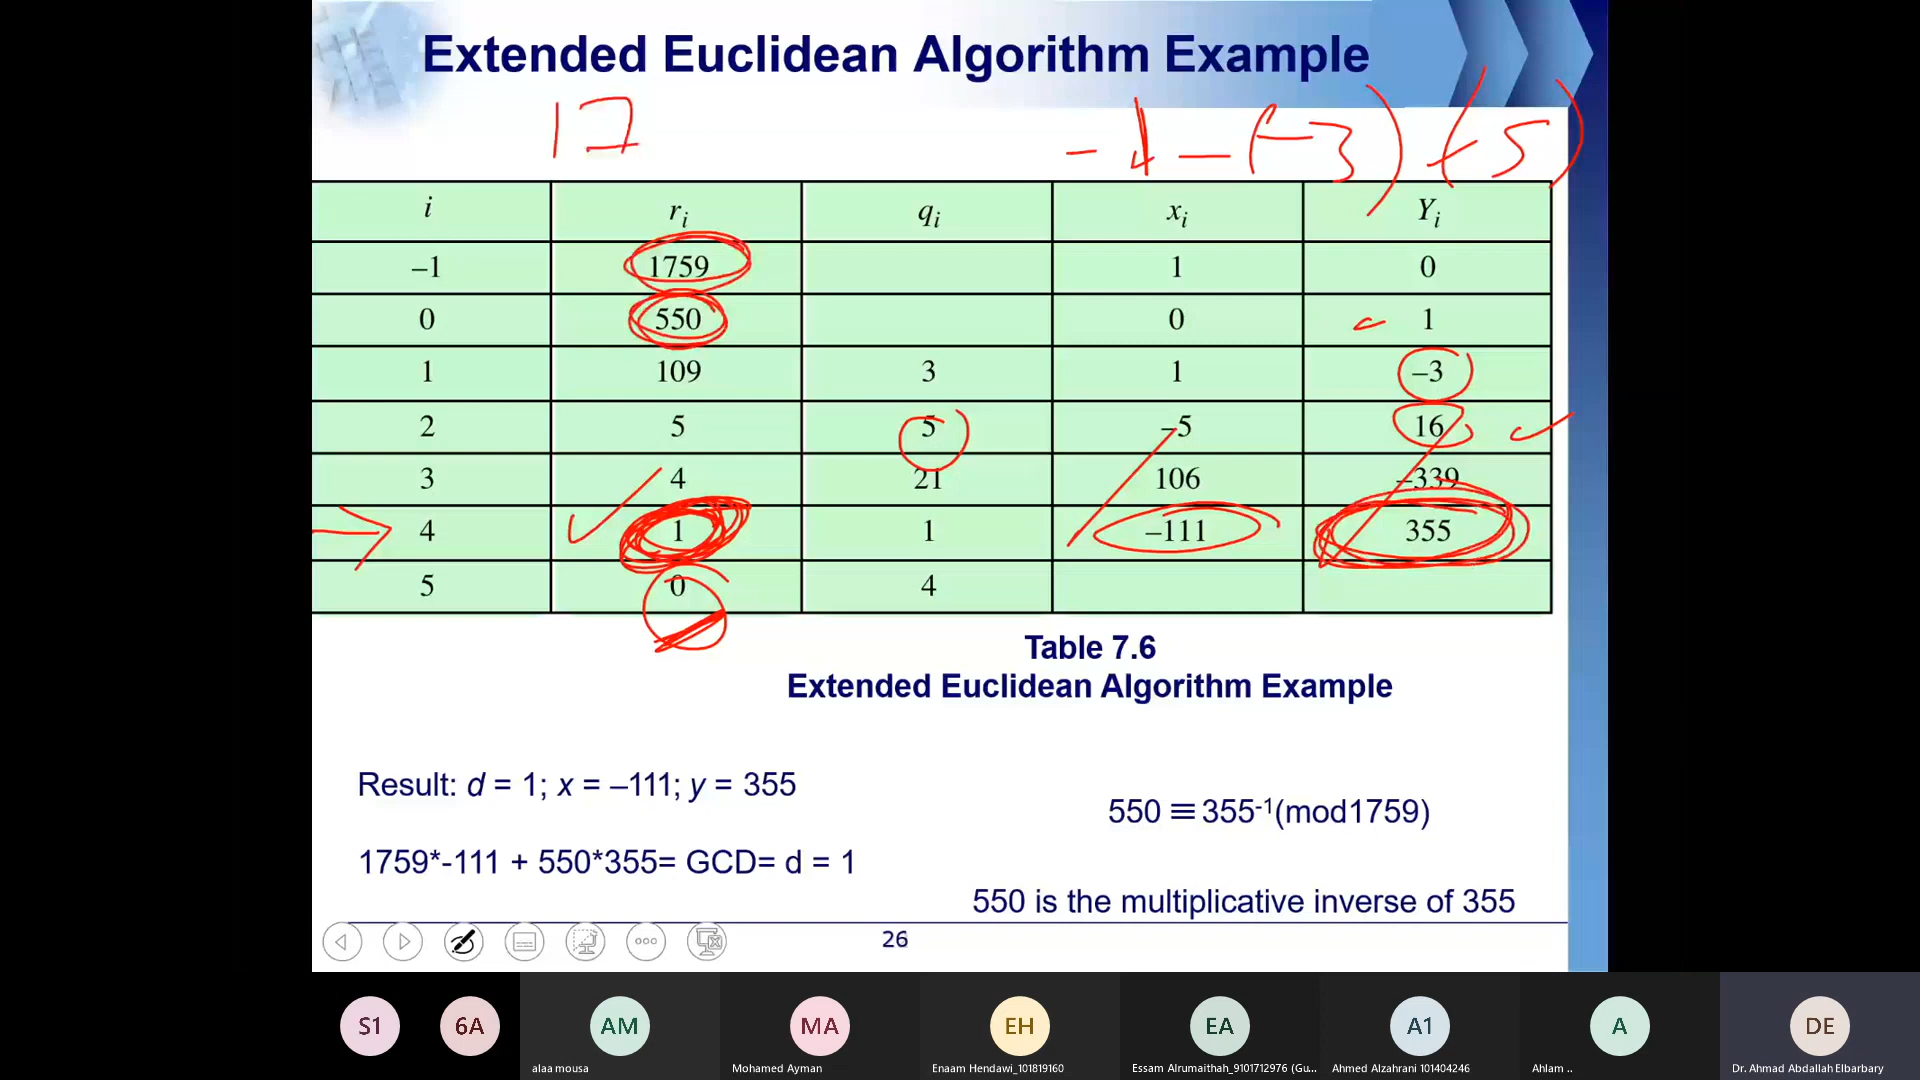 Extended Euclidean Algorithm Example
17
-1-(-3)(5)
i rᵢ qᵢ xᵢ Yᵢ
–1 1759 1 0
0 550 0 1
1 109 3 1 –3
2 5 5 –5 16
3 4 21 106 –339
4 1 1 –111 355
5 0 4
Table 7.6
Extended Euclidean Algorithm Example
Result: d = 1; x = –111; y = 355
550 ≡ 355⁻¹(mod1759)
1759*-111 + 550*355= GCD= d = 1
550 is the multiplicative inverse of 355
26
S1 6A AM MA EH EA A1 A DE
alaa mousa Mohamed Ayman Enaam Hendawi_101819160 Essam Alrumaithah_9101712976 (Gu... Ahmed Alzahrani 101404246 Ahlam .. Dr. Ahmad Abdallah Elbarbary